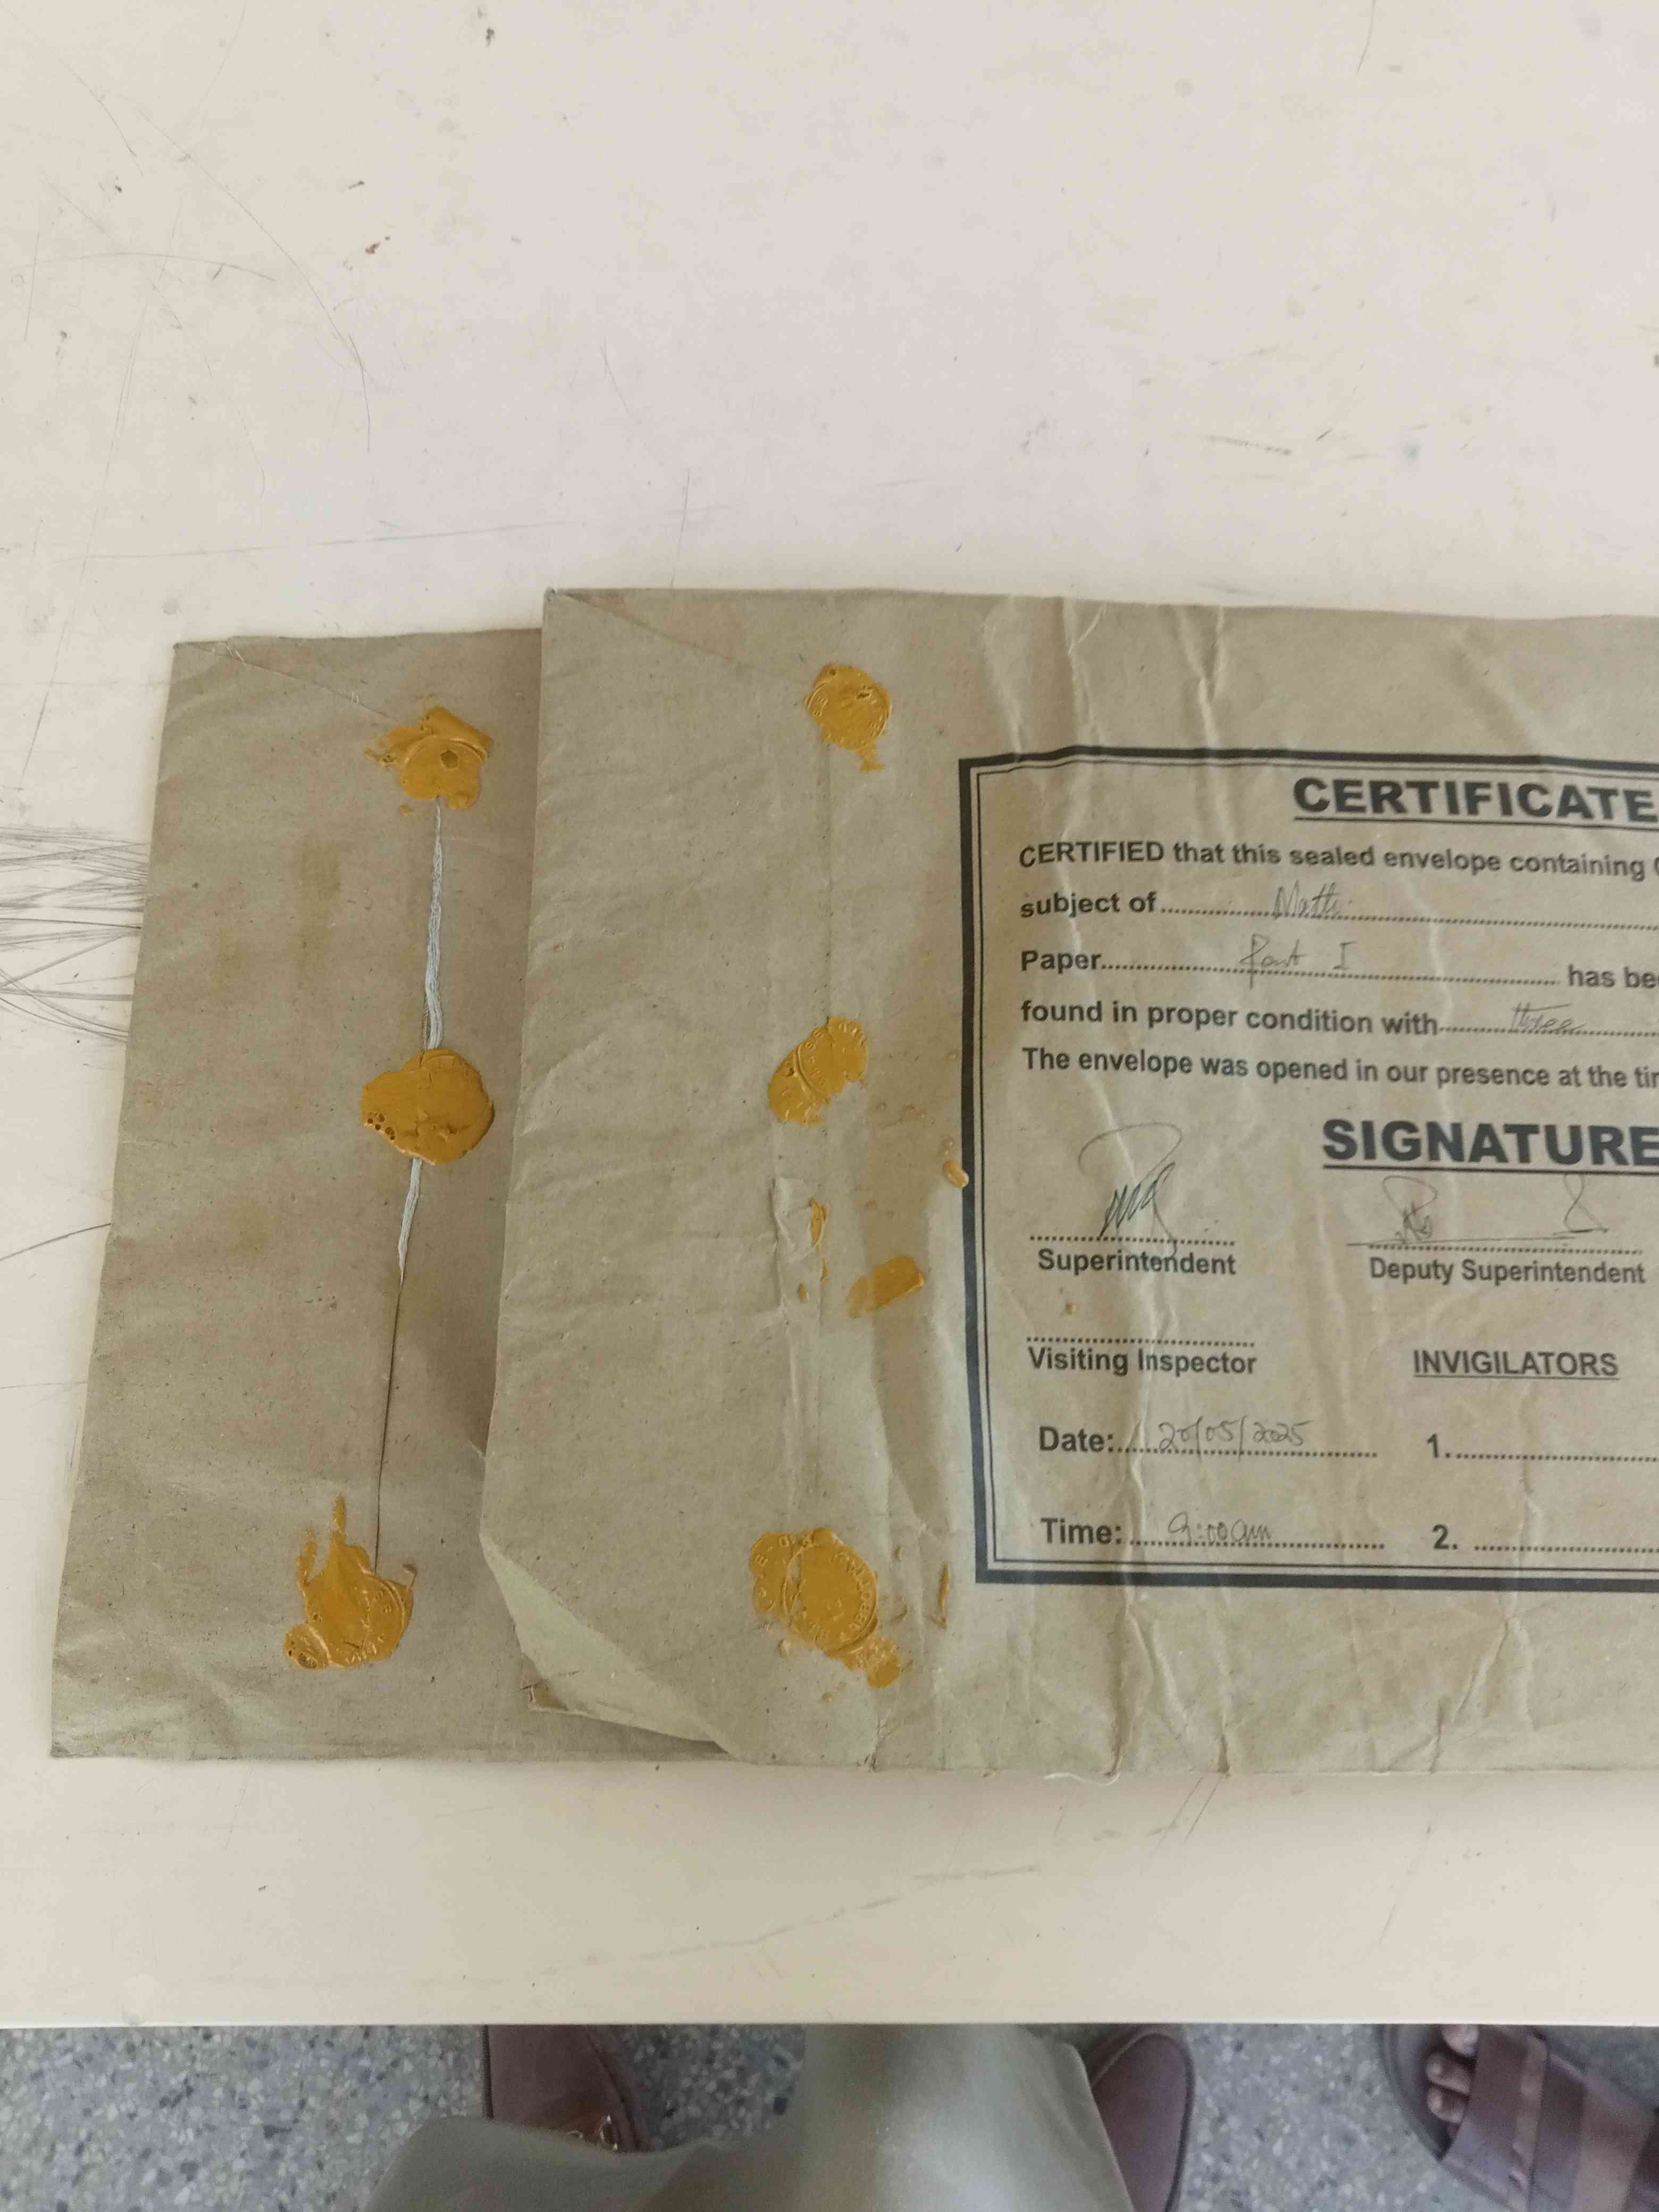 CERTIFICATE
CERTIFIED that this sealed envelope containing
subject of Math
Paper Part I has
found in proper condition with three
The envelope was opened in our presence at the
SIGNATURE
Superintendent Deputy Superintendent
Visiting Inspector INVIGILATORS
Date: 20/05/2025 1.
Time: 9:00am 2.